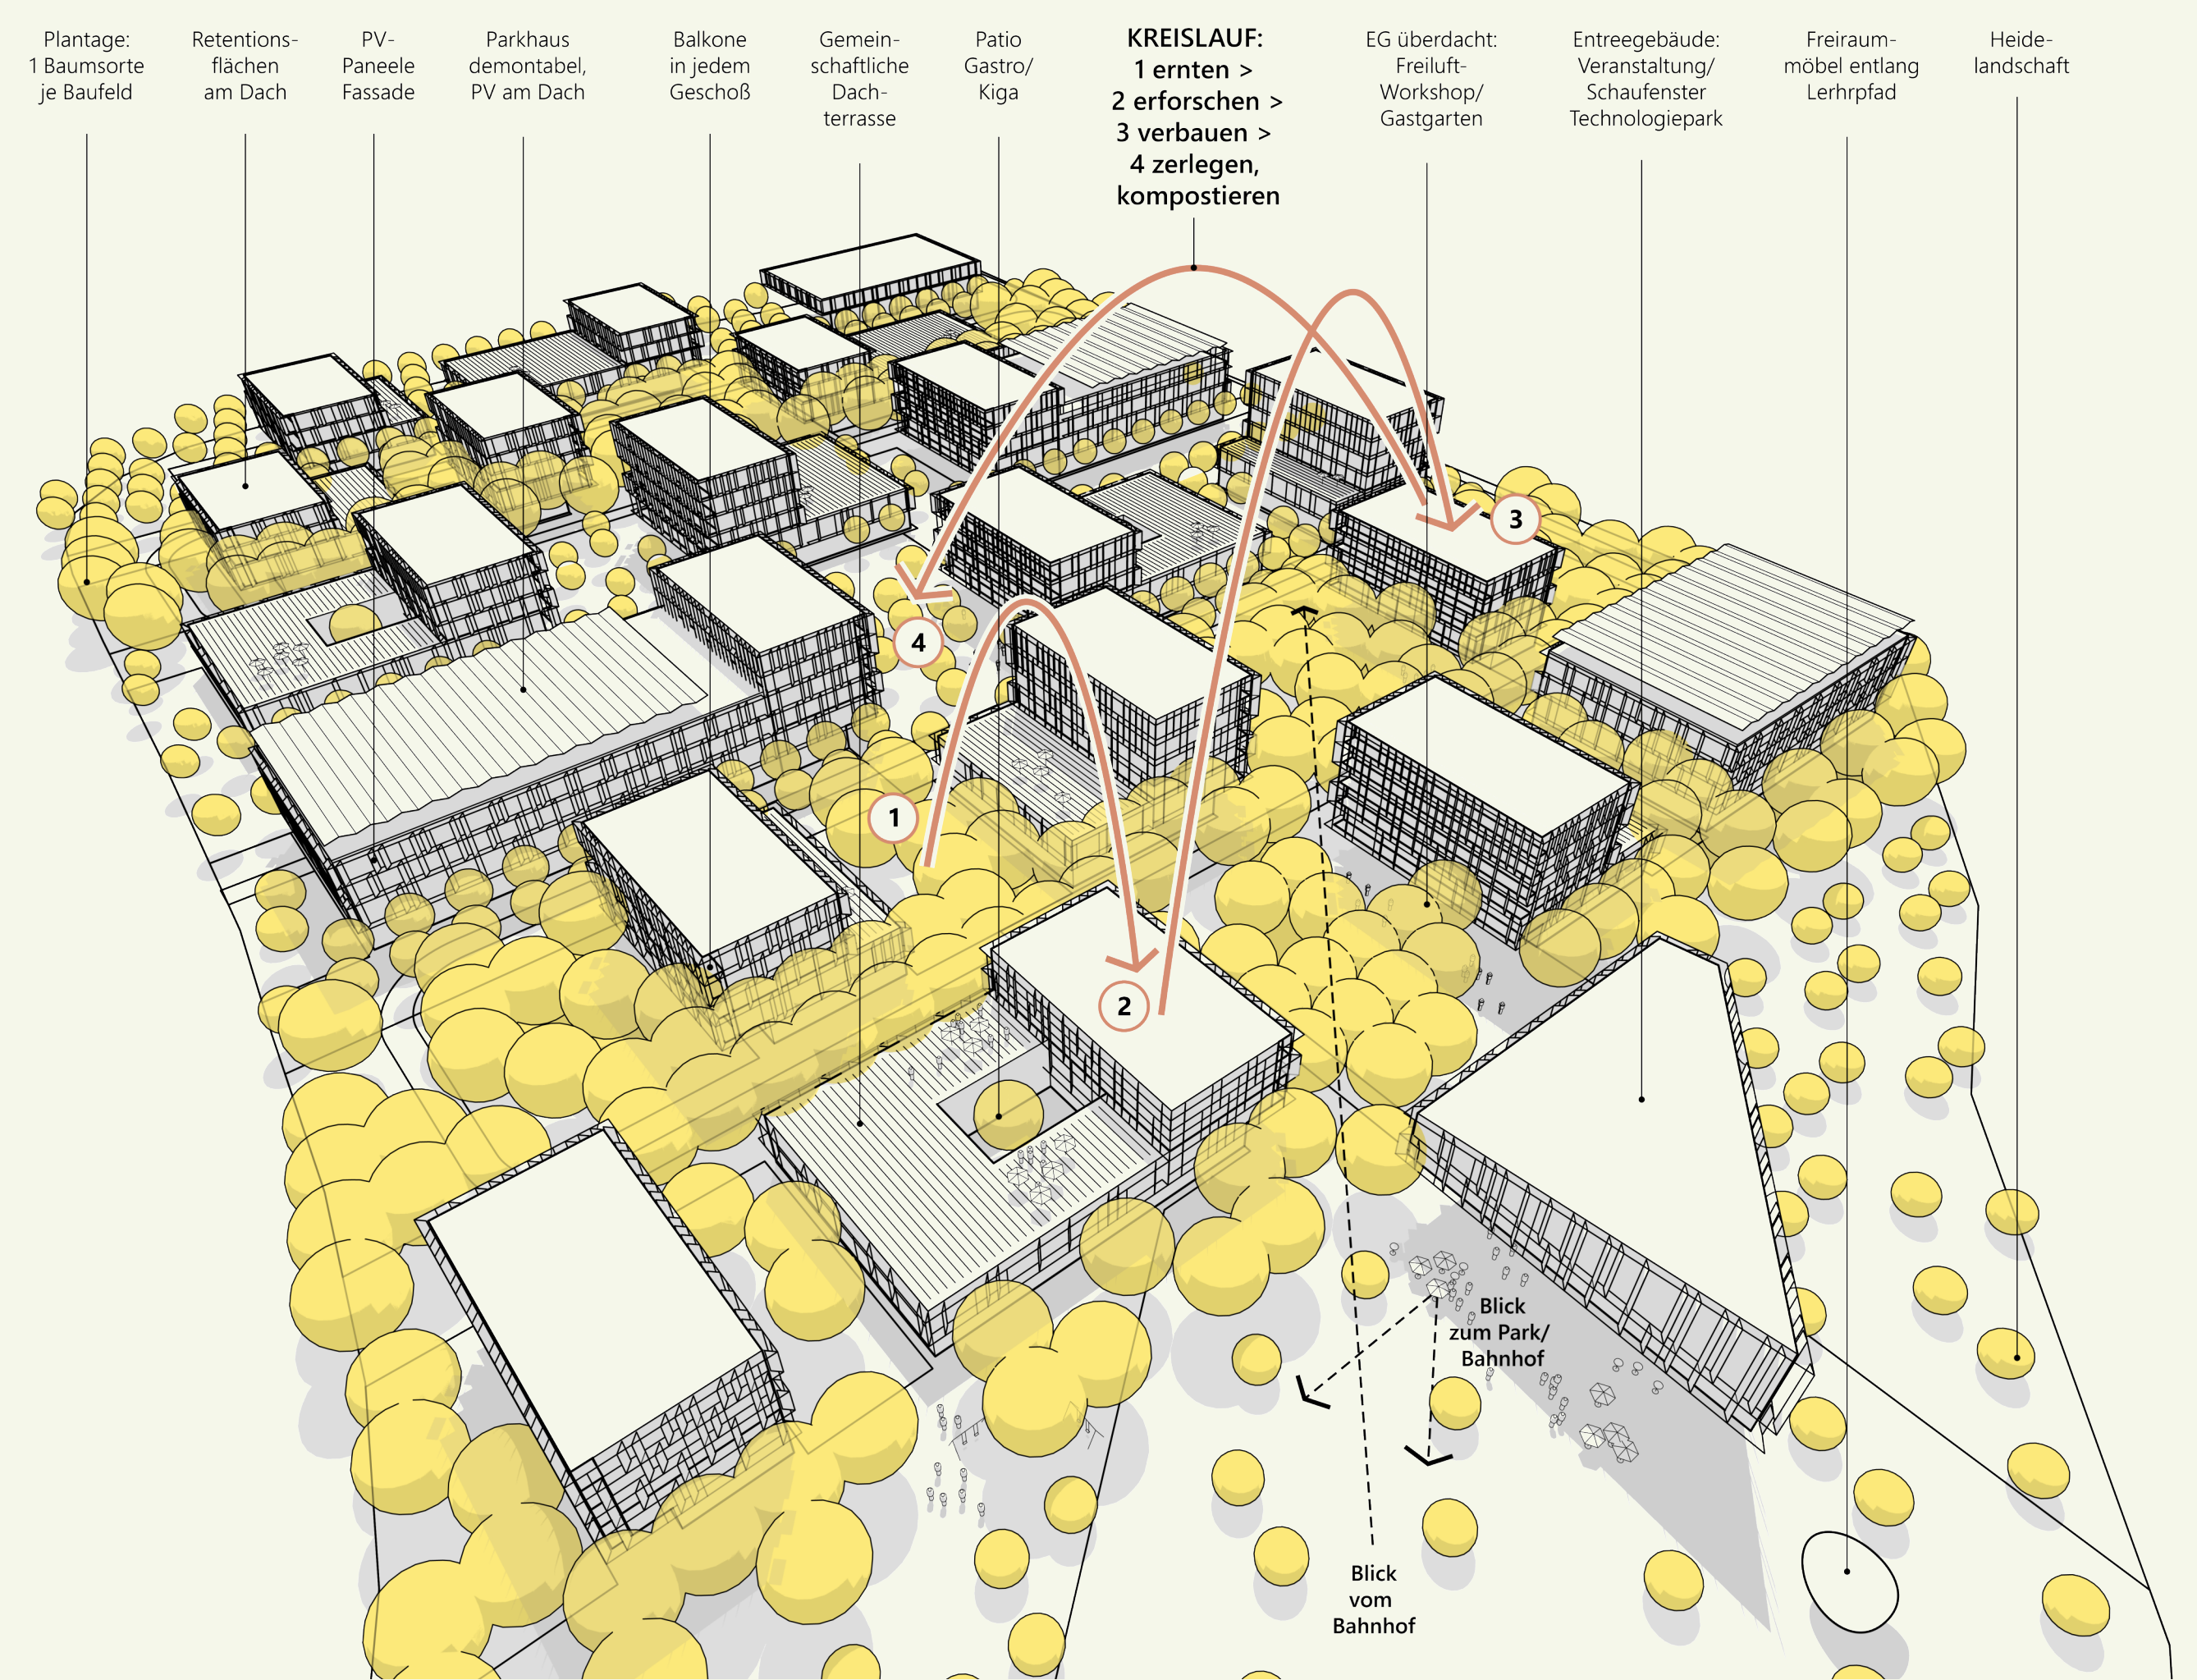 Plantage:
1 Baumsorte
je Baufeld
Retentions-
flächen
am Dach
PV-
Paneele
Fassade
Parkhaus
demontabel,
PV am Dach
Balkone
in jedem
Geschoß
Gemein-
schaftliche
Dach-
terrasse
Patio
Gastro/
Kiga
KREISLAUF:
1 ernten >
2 erforschen >
3 verbauen >
4 zerlegen,
kompostieren
EG überdacht:
Freiluft-
Workshop/
Gastgarten
Entreegebäude:
Veranstaltung/
Schaufenster
Technologiepark
Freiraum-
möbel entlang
Lerhrpfad
Heide-
landschaft
3
4
1
2
Blick
zum Park/
Bahnhof
Blick
vom
Bahnhof